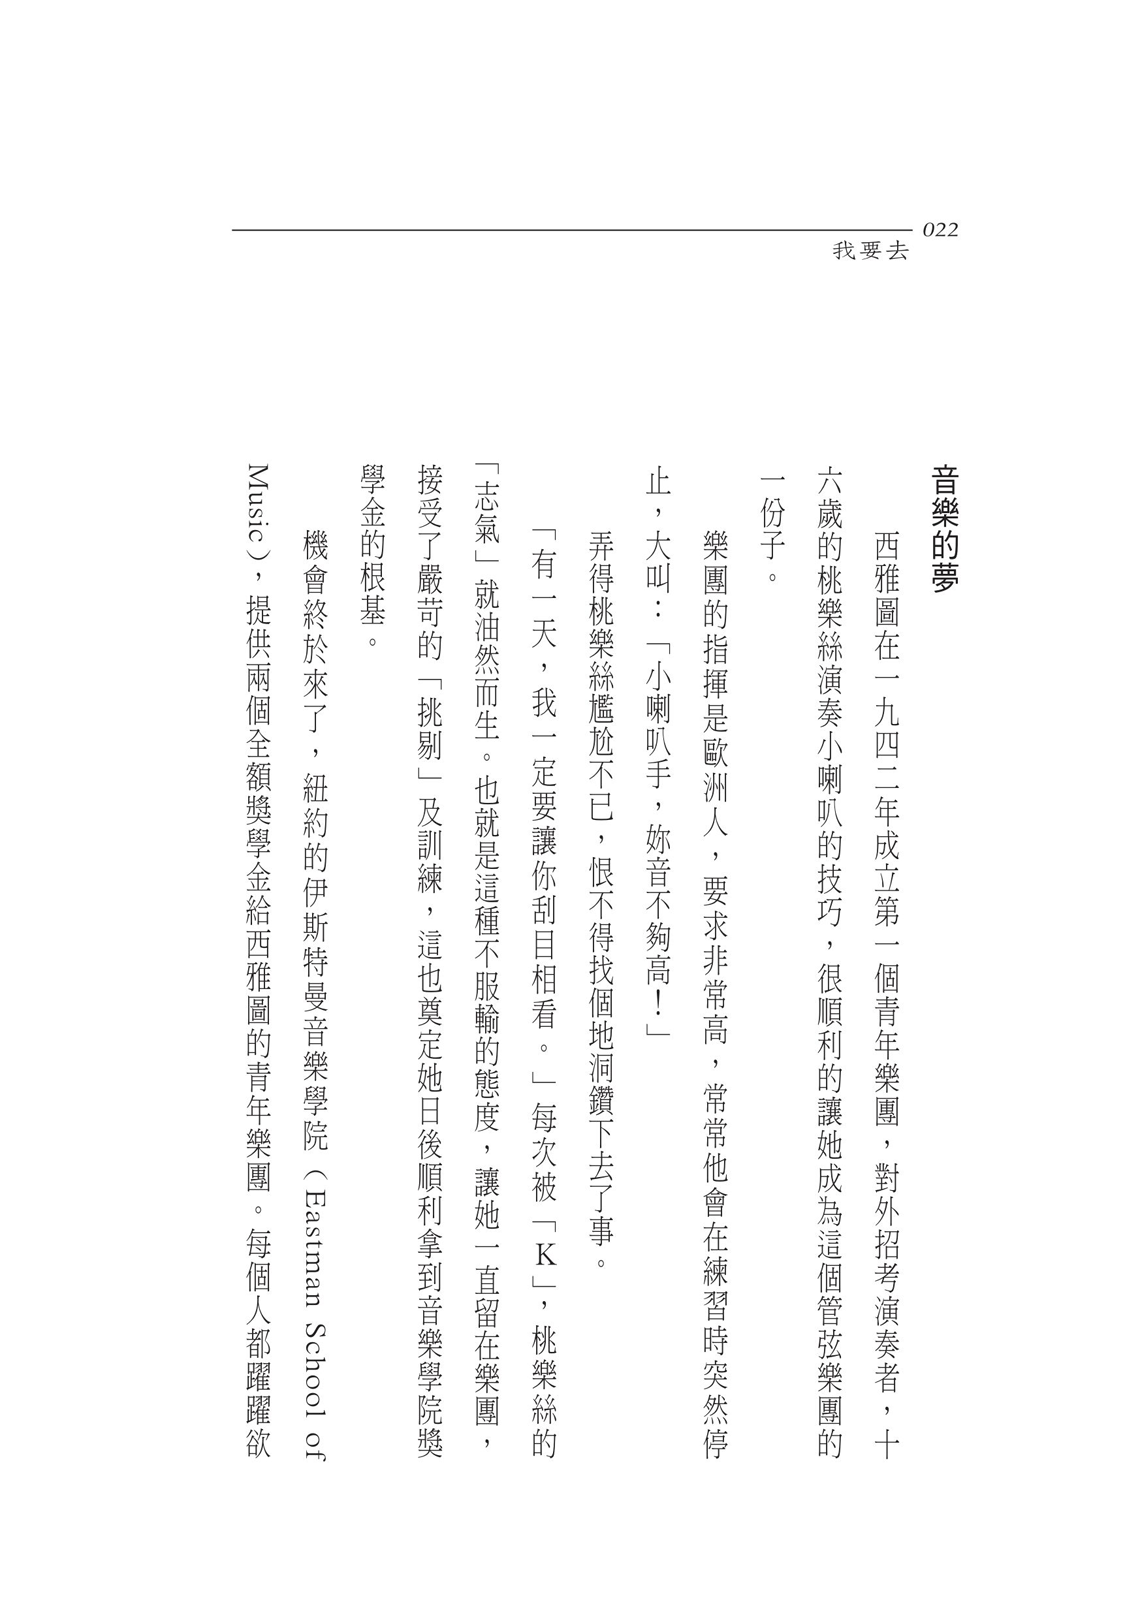 022
我要去
音樂的夢
西雅圖在一九四二年成立第一個青年樂團，對外招考演奏者，十
六歲的桃樂絲演奏小喇叭的技巧，很順利的讓她成為這個管弦樂團的
一份子。
樂團的指揮是歐洲人，要求非常高，常常他會在練習時突然停
止，大叫：「小喇叭手，妳音不夠高！」
弄得桃樂絲尷尬不已，恨不得找個地洞鑽下去了事。
「有一天，我一定要讓你刮目相看。」每次被「K」，桃樂絲的
「志氣」就油然而生。也就是這種不服輸的態度，讓她一直留在樂團，
接受了嚴苛的「挑剔」及訓練，這也奠定她日後順利拿到音樂學院獎
學金的根基。
機會終於來了，紐約的伊斯特曼音樂學院（Eastman School of
Music），提供兩個全額獎學金給西雅圖的青年樂團。每個人都躍躍欲